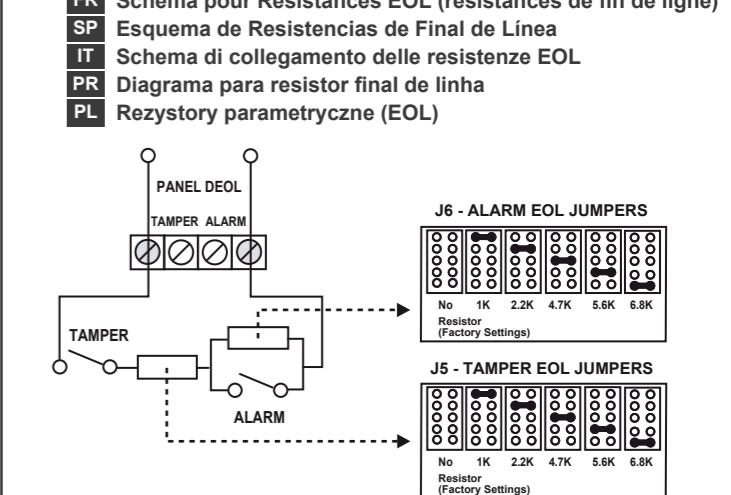 FR Schéma pour Résistances EOL (résistances de fin de ligne)
SP Esquema de Resistencias de Final de Línea
IT Schema di collegamento delle resistenze EOL
PR Diagrama para resistor final de linha
PL Rezystory parametryczne (EOL)
PANEL DEOL
TAMPER ALARM
TAMPER
ALARM
J6 - ALARM EOL JUMPERS
No 1K 2.2K 4.7K 5.6K 6.8K
Resistor
(Factory Settings)
J5 - TAMPER EOL JUMPERS
No 1K 2.2K 4.7K 5.6K 6.8K
Resistor
(Factory Settings)